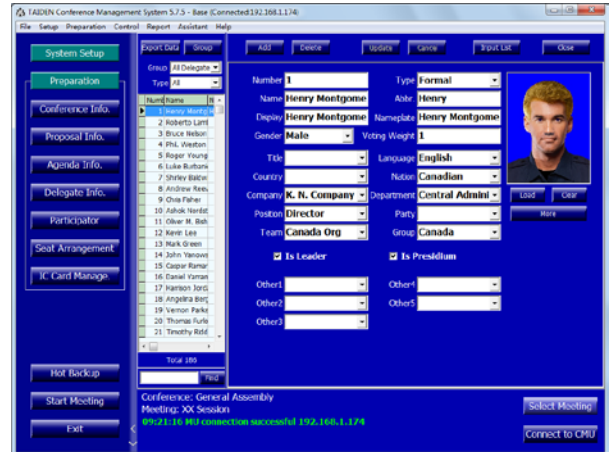 TAIDEN Conference Management System 5.7.5 - Base (Connected:192.168.1.174)
File Setup Preparation Control Report Assistant Help
System Setup
Preparation
Conference Info.
Proposal Info.
Agenda Info.
Delegate Info.
Participator
Seat Arrangement
IC Card Manage.
Hot Backup
Start Meeting
Exit
Export Data Group
Group All Delegate
Type All
Num Name
1 Henry Montg
2 Roberto Lam
3 Bruce Nelson
4 Phil. Weston
5 Roger Young
6 Luke Burbank
7 Shirley Baldw
8 Andrew Reev
9 Chris Fisher
10 Ashok Nordst
11 Oliver M. Bish
12 Kevin Lee
13 Mark Green
14 John Yanows
15 Caspar Ramar
16 Daniel Yarran
17 Harrison Jord
18 Angelina Berg
19 Vernon Parke
20 Thomas Furle
21 Timothy Ridd
Total 186
Find
Add Delete Update Cancel Input List Close
Number 1 Type Formal
Name Henry Montgome Abbr. Henry
Display Henry Montgome Nameplate Henry Montgome
Gender Male Voting Weight 1
Title Language English
Country Nation Canadian
Company K. N. Company Department Central Admini
Position Director Party
Team Canada Org Group Canada
Is Leader Is Presidium
Other1 Other4
Other2 Other5
Other3
Load Clear
More
Conference: General Assembly
Meeting: XX Session
09:21:16 MU connection successful 192.168.1.174
Select Meeting
Connect to CMU